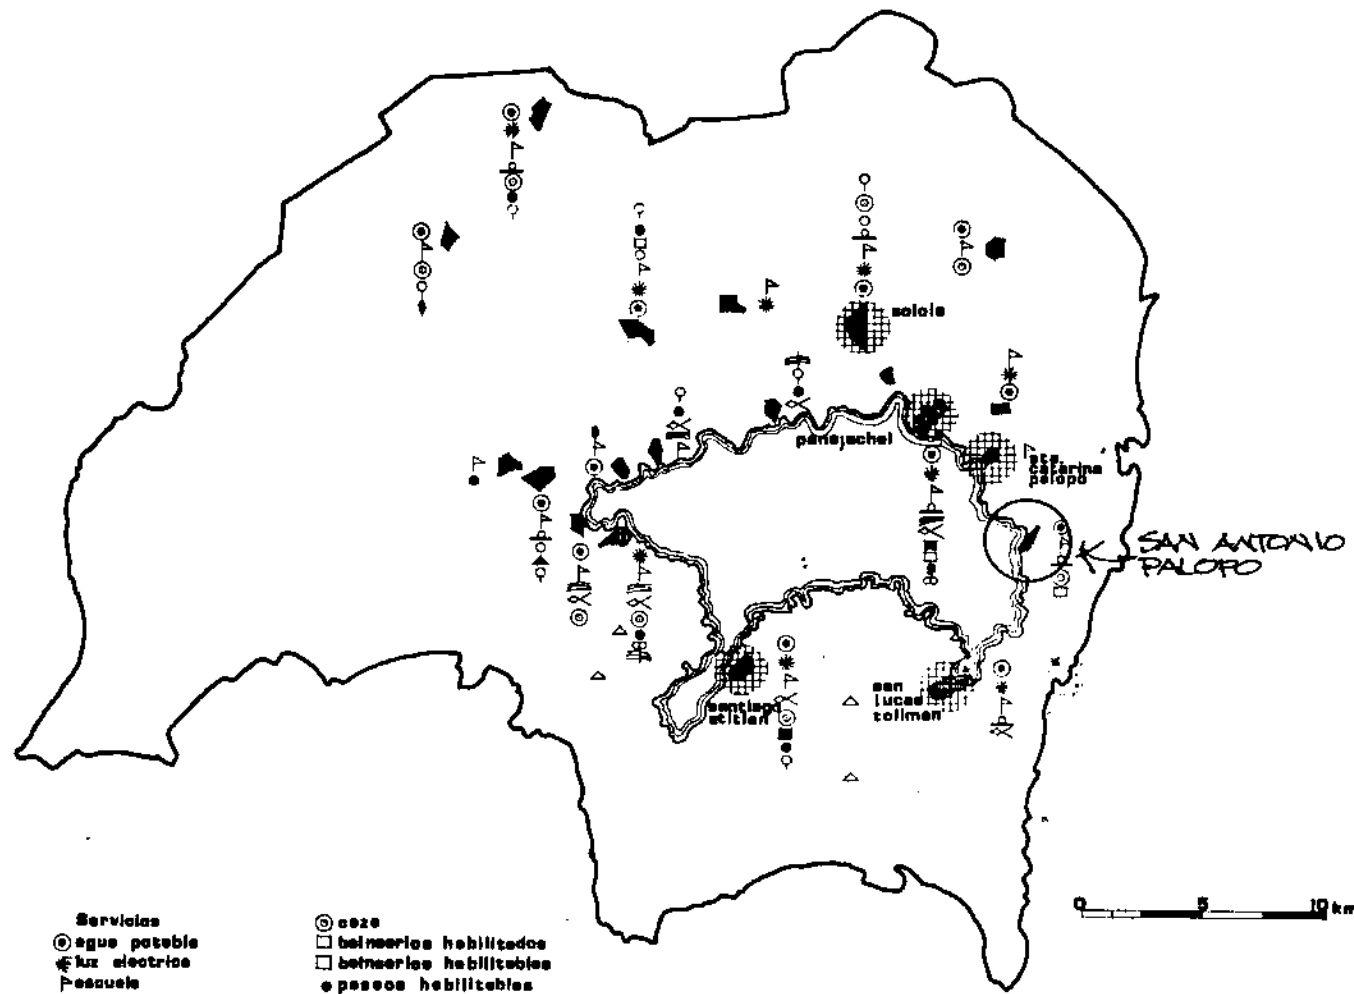 solola
panajachel
sta.
catarina
palopo
SAN ANTONIO
PALOPO
santiago
atitlan
san
lucas
toliman
0 5 10 km
Servicios
agua potable
luz electrica
escuela
caza
balnearios habilitados
balnearios habilitables
paseos habilitables